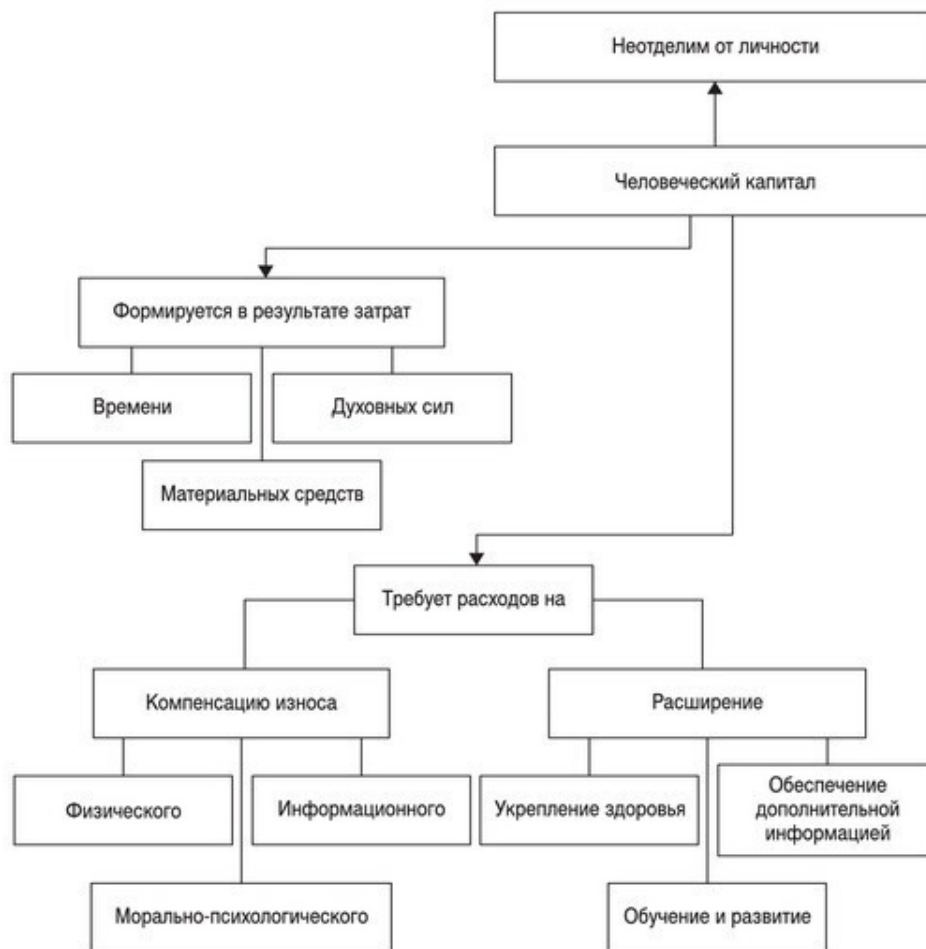 Неотделим от личности
Человеческий капитал
Формируется в результате затрат
Времени
Духовных сил
Материальных средств
Требует расходов на
Компенсацию износа
Расширение
Физического
Информационного
Укрепление здоровья
Обеспечение
дополнительной
информацией
Морально-психологического
Обучение и развитие